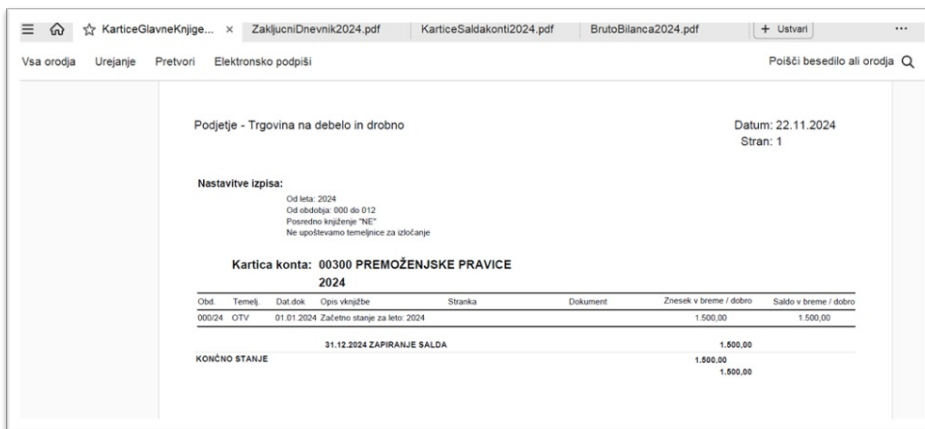 KarticeGlavneKnjige... × ZakljucniDnevnik2024.pdf KarticeSaldakonti2024.pdf BrutoBilanca2024.pdf + Ustvari ...
Vsa orodja Urejanje Pretvori Elektronsko podpiši Poišči besedilo ali orodja
Podjetje - Trgovina na debelo in drobno Datum: 22.11.2024
Stran: 1
Nastavitve izpisa:
Od leta: 2024
Od obdobja: 000 do 012
Posredno knjiženje "NE"
Ne upoštevamo temeljnice za izločanje
Kartica konta: 00300 PREMOŽENJSKE PRAVICE
2024
Obd. Temelj. Dat.dok Opis vknjižbe Stranka Dokument Znesek v breme / dobro Saldo v breme / dobro
000/24 OTV 01.01.2024 Začetno stanje za leto: 2024 1.500,00 1.500,00
31.12.2024 ZAPIRANJE SALDA 1.500,00
KONČNO STANJE 1.500,00
1.500,00